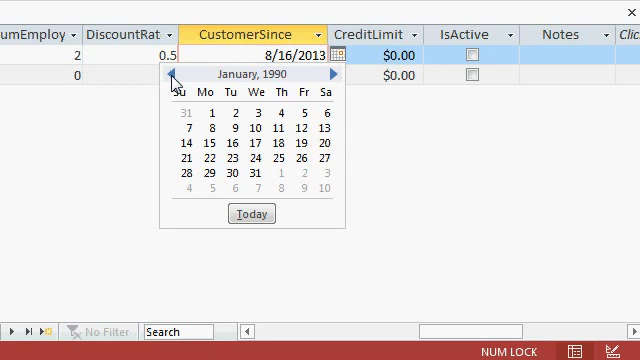 umEmploy DiscountRat CustomerSince CreditLimit IsActive Notes Clic
2 0.5 8/16/2013 $0.00
0 $0.00
January, 1990
Su Mo Tu We Th Fr Sa
31 1 2 3 4 5 6
7 8 9 10 11 12 13
14 15 16 17 18 19 20
21 22 23 24 25 26 27
28 29 30 31 1 2 3
4 5 6 7 8 9 10
Today
No Filter Search
NUM LOCK